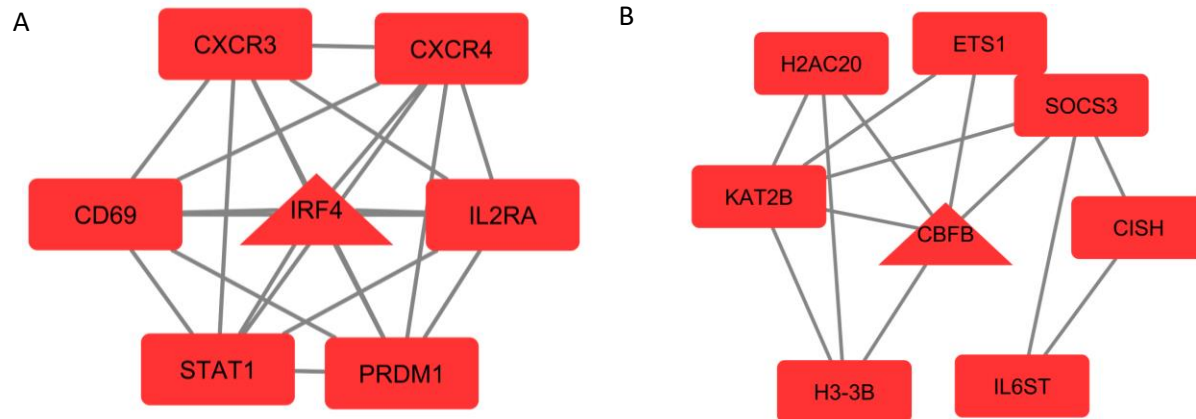 A
CXCR3
CXCR4
CD69
IRF4
IL2RA
STAT1
PRDM1
B
H2AC20
ETS1
SOCS3
KAT2B
CBFB
CISH
H3-3B
IL6ST